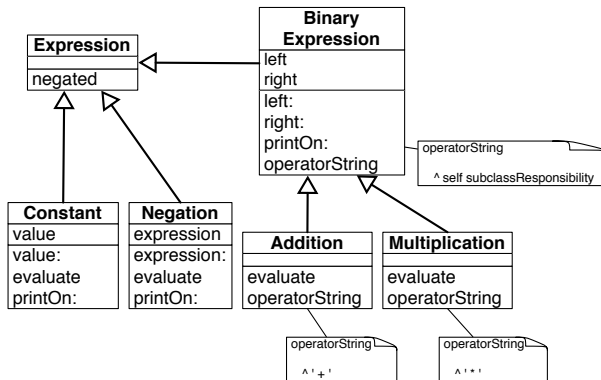 Binary
Expression
left
right
left:
right:
printOn:
operatorString
Expression
negated
operatorString
^ self subclassResponsibility
Constant
value
value:
evaluate
printOn:
Negation
expression
expression:
evaluate
printOn:
Addition
evaluate
operatorString
Multiplication
evaluate
operatorString
operatorString
^ ' + '
operatorString
^ ' * '